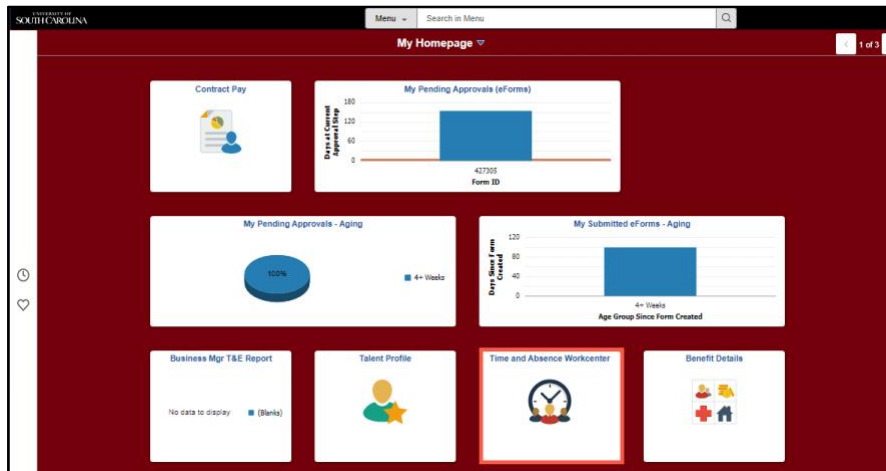 UNIVERSITY OF
SOUTH CAROLINA
Menu
Search in Menu
My Homepage
1 of 3
Contract Pay
My Pending Approvals (eForms)
Days at Current
Approval Step
180
120
60
0
427305
Form ID
My Pending Approvals - Aging
100%
4+ Weeks
My Submitted eForms - Aging
Days Since Form
Created
120
80
40
0
4+ Weeks
Age Group Since Form Created
Business Mgr T&E Report
No data to display
(Blanks)
Talent Profile
Time and Absence Workcenter
Benefit Details